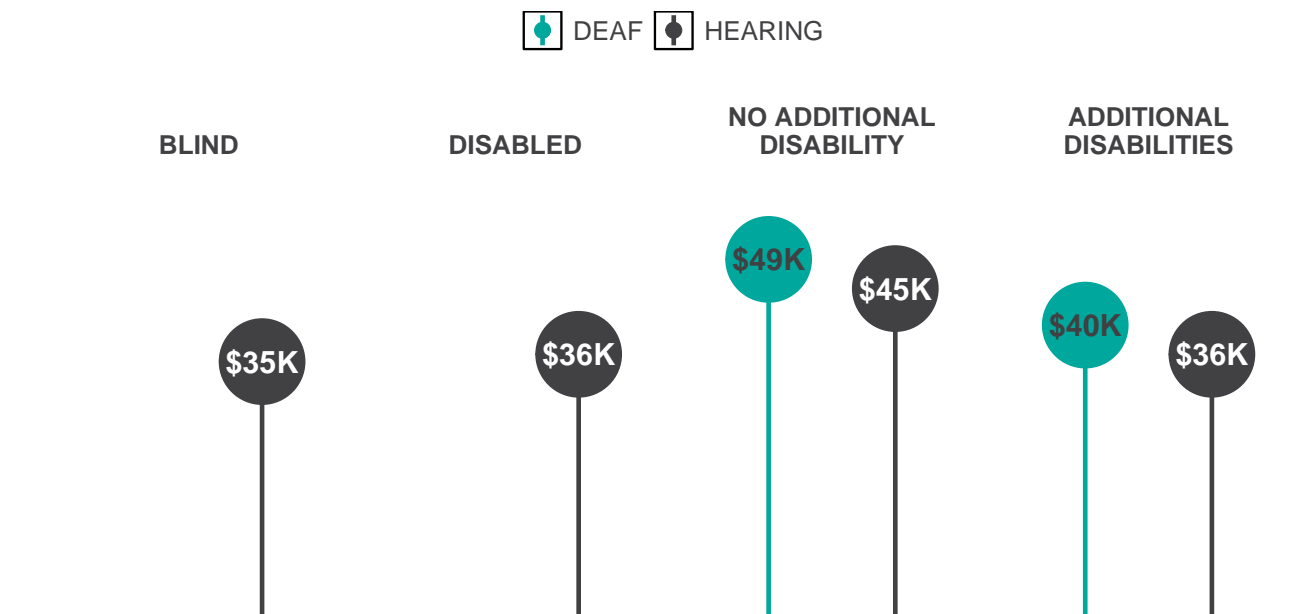 DEAF HEARING
BLIND
DISABLED
NO ADDITIONAL
DISABILITY
ADDITIONAL
DISABILITIES
$35K
$36K
$49K
$45K
$40K
$36K